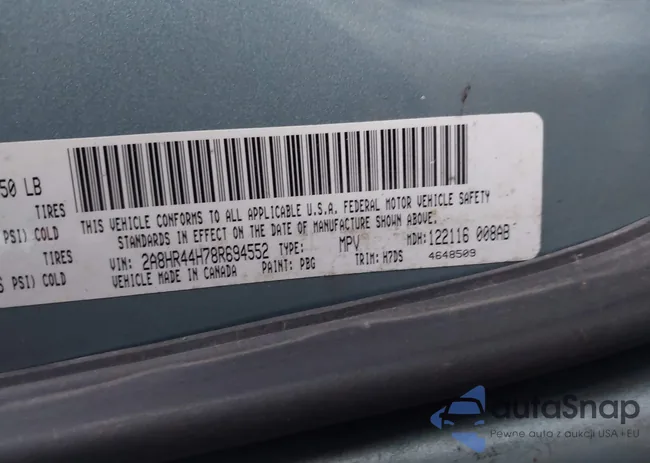 50 LB
TIRES
PSI) COLD
TIRES
PSI) COLD
THIS VEHICLE CONFORMS TO ALL APPLICABLE U.S.A. FEDERAL MOTOR VEHICLE SAFETY
STANDARDS IN EFFECT ON THE DATE OF MANUFACTURE SHOWN ABOVE.
VIN: 2A8HR44H78R694552 TYPE: MPV MDH: 122116 008AB
VEHICLE MADE IN CANADA PAINT: PBG TRIM: H7DS 4648509
autaSnap
Pewne auto z aukcji USA+EU